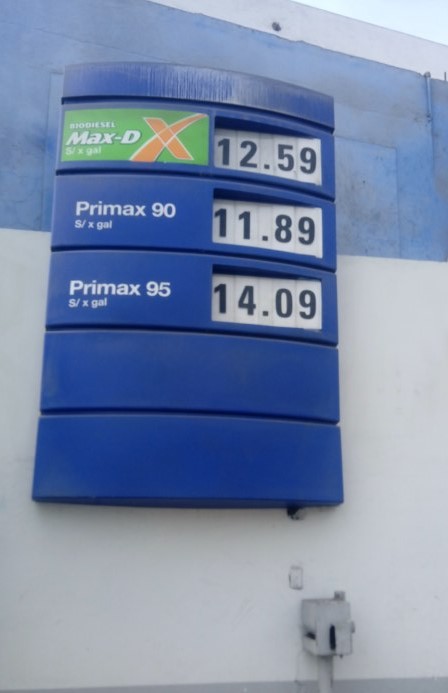 BIODIESEL
Max-D X
S/ x gal
12.59
Primax 90
S/ x gal
11.89
Primax 95
S/ x gal
14.09